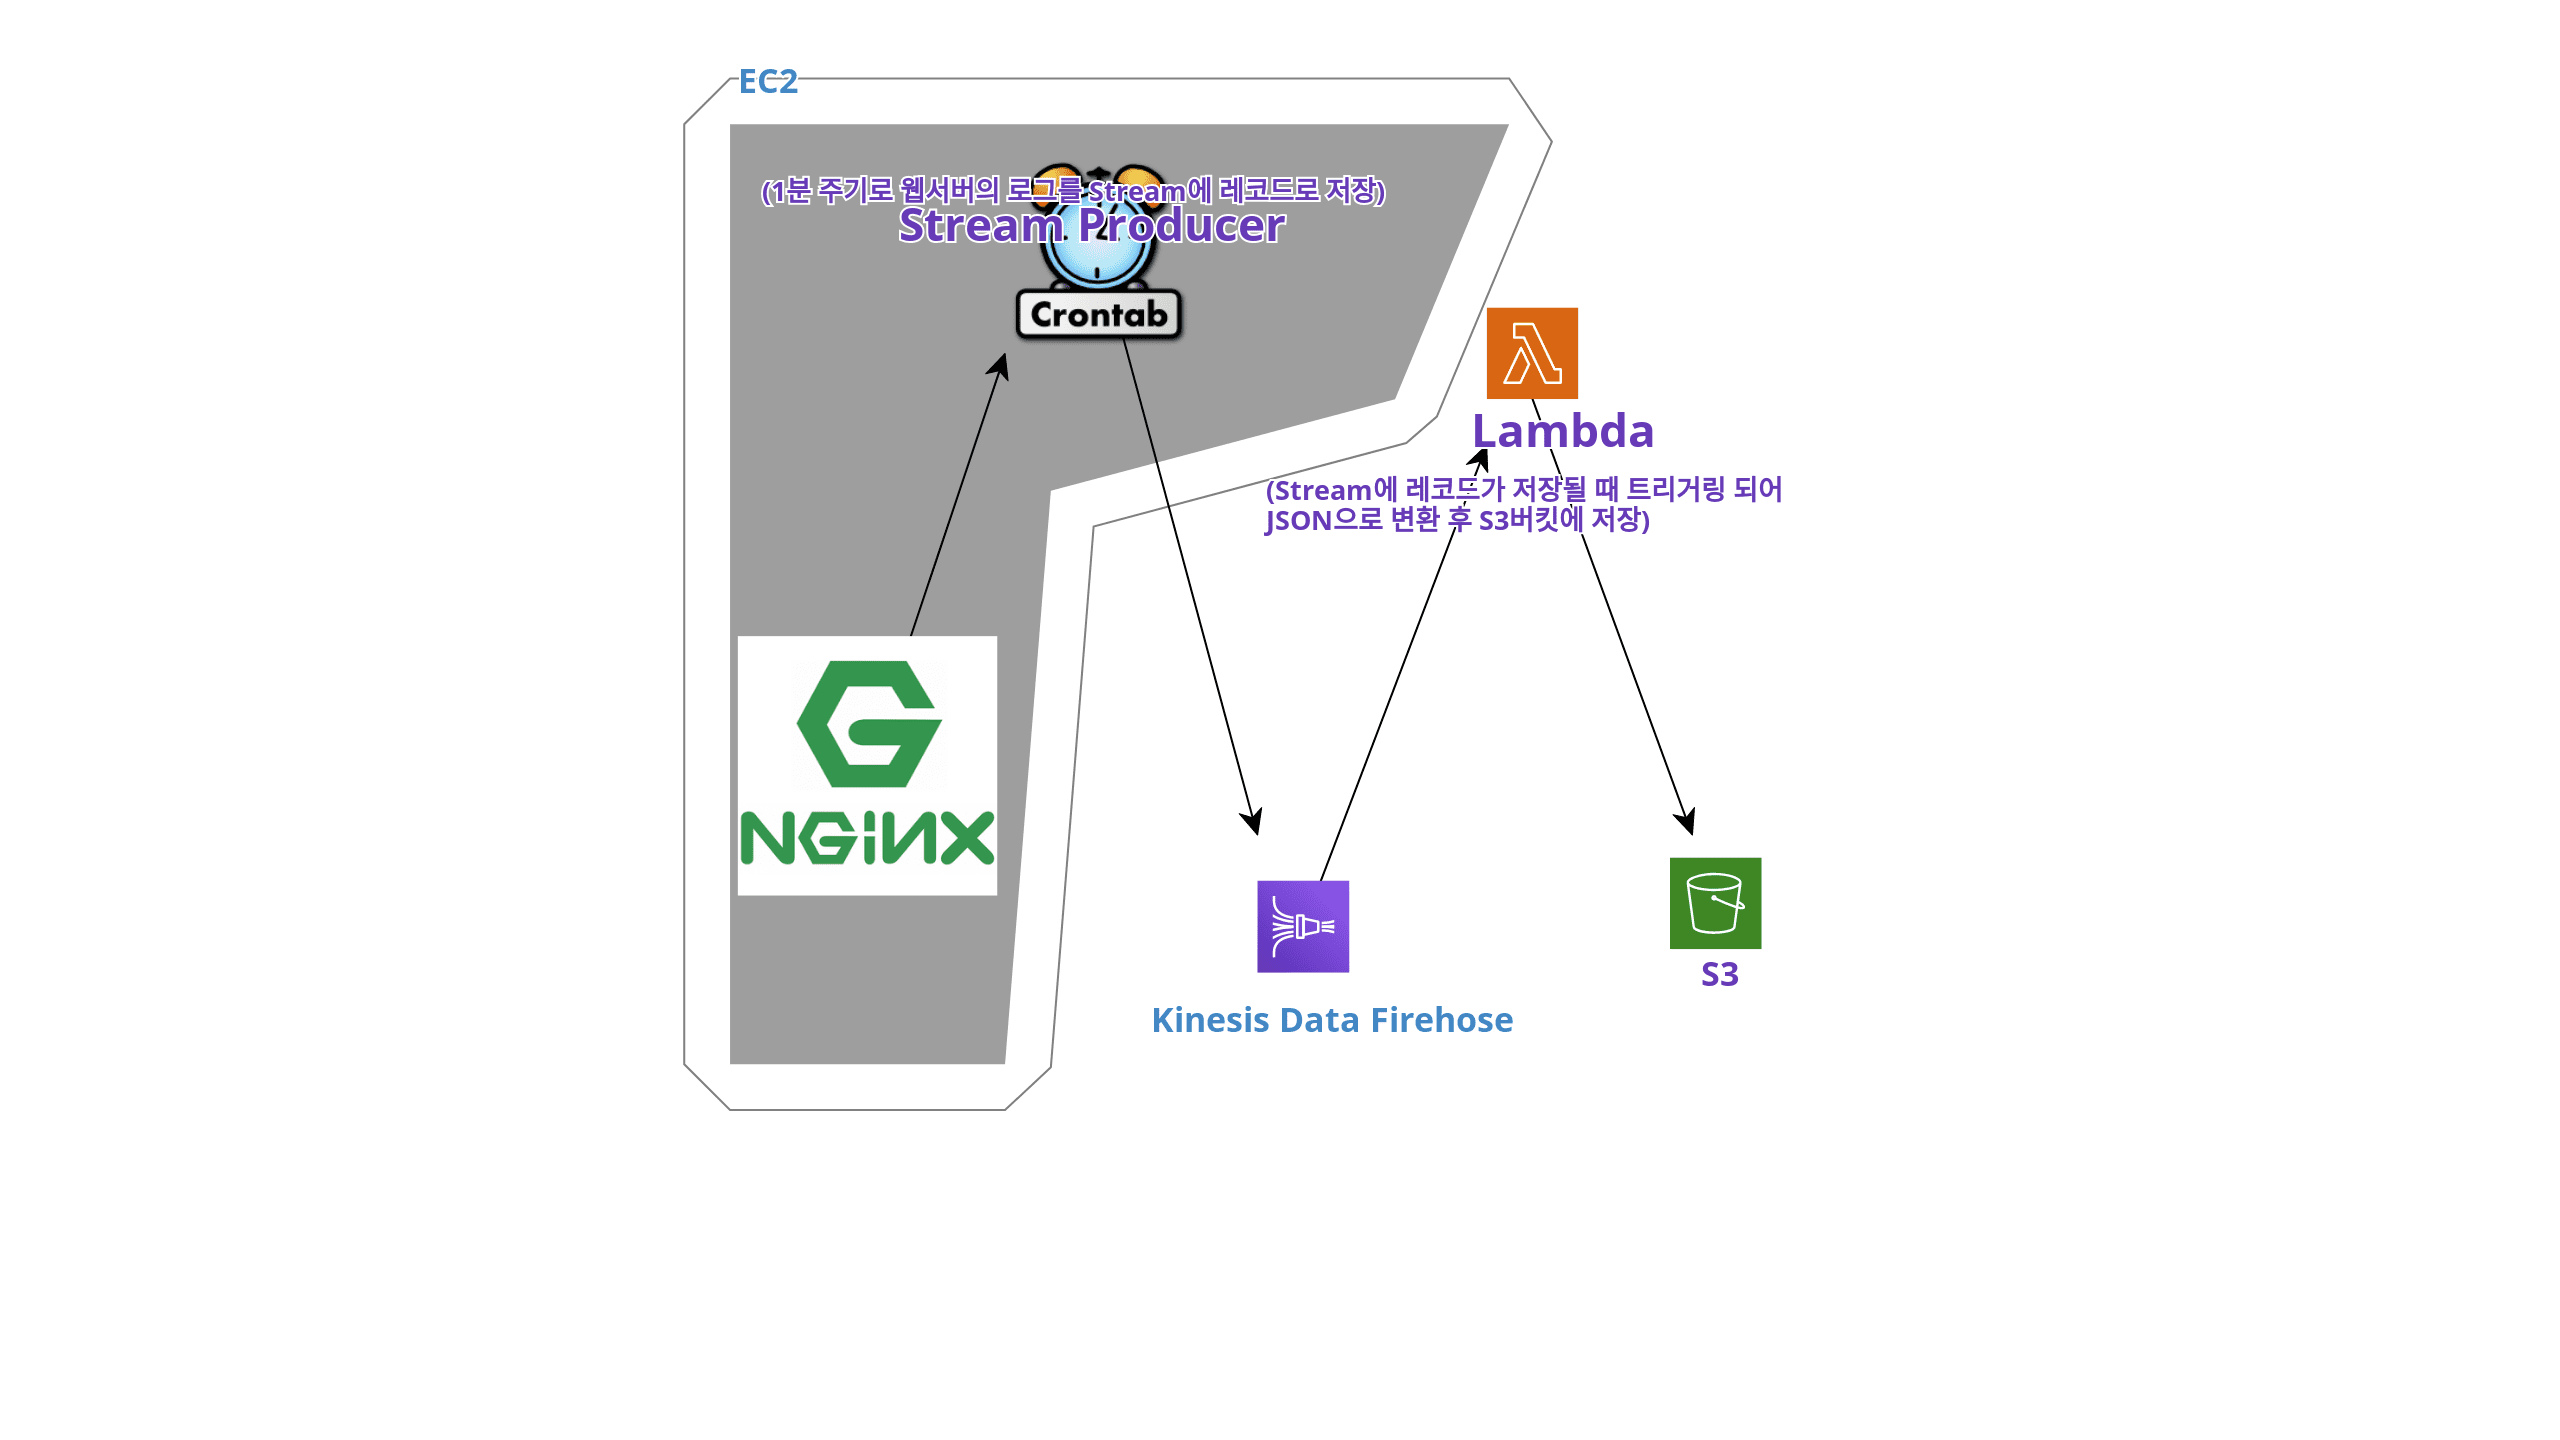 EC2
(1분 주기로 웹서버의 로그를 Stream에 레코드로 저장)
Stream Producer
Crontab
Lambda
(Stream에 레코드가 저장될 때 트리거링 되어
JSON으로 변환 후 S3버킷에 저장)
NGiNX
S3
Kinesis Data Firehose